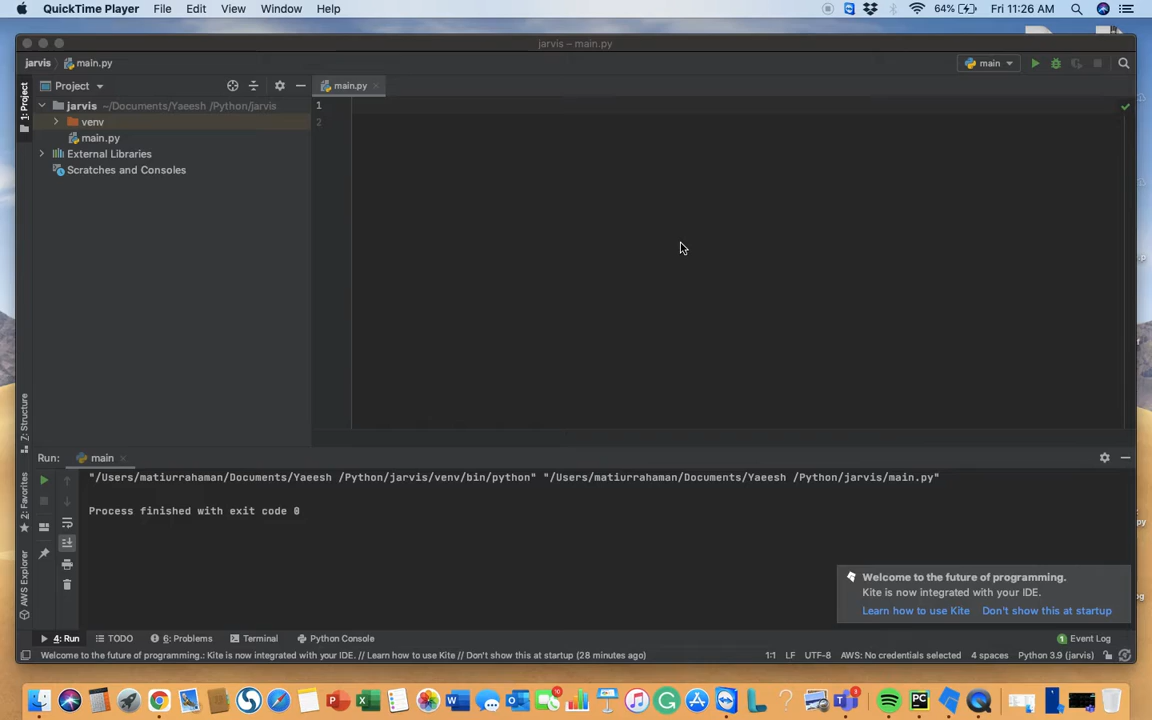 QuickTime Player File Edit View Window Help 64% Fri 11:26 AM
jarvis – main.py
jarvis main.py main
1: Project Project main.py
jarvis ~/Documents/Yaeesh /Python/jarvis 1
venv 2
main.py
External Libraries
Scratches and Consoles
7: Structure
2: Favorites
AWS Explorer
Run: main
"/Users/matiurrahaman/Documents/Yaeesh /Python/jarvis/venv/bin/python" "/Users/matiurrahaman/Documents/Yaeesh /Python/jarvis/main.py"
Process finished with exit code 0
Welcome to the future of programming.
Kite is now integrated with your IDE.
Learn how to use Kite Don't show this at startup
4: Run TODO 6: Problems Terminal Python Console 1 Event Log
Welcome to the future of programming.: Kite is now integrated with your IDE. // Learn how to use Kite // Don't show this at startup (28 minutes ago) 1:1 LF UTF-8 AWS: No credentials selected 4 spaces Python 3.9 (jarvis)